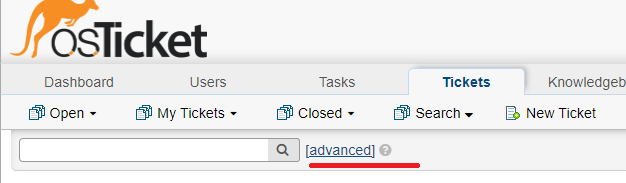 osTicket
Dashboard Users Tasks Tickets Knowledgeb
Open My Tickets Closed Search New Ticket
[advanced] ?